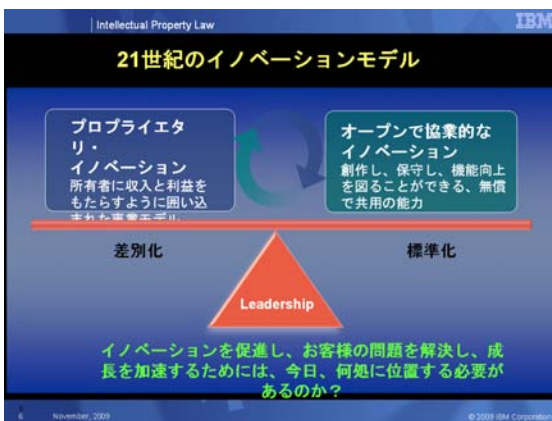 Intellectual Property Law
IBM
21世紀のイノベーションモデル
プロプライエタ
リ・
イノベーション
所有者に収入と利益を
もたらすように囲い込
まれた事業モデル
オープンで協業的な
イノベーション
創作し、保守し、機能向上
を図ることができる、無償
で共用の能力
差別化
標準化
Leadership
イノベーションを促進し、お客様の問題を解決し、成
長を加速するためには、今日、何処に位置する必要が
あるのか？
6
November, 2009
© 2009 IBM Corporation